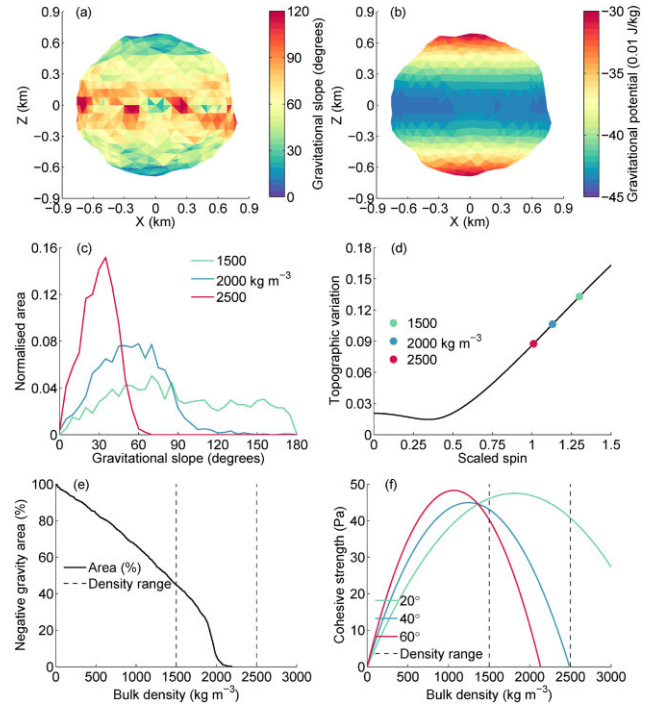 (a)
0.9
0.6
0.3
0
−0.3
−0.6
−0.9
Z (km)
−0.9 −0.6 −0.3 0 0.3 0.6 0.9
X (km)
120
90
60
30
0
Gravitational slope (degrees)
(b)
0.9
0.6
0.3
0
−0.3
−0.6
−0.9
Z (km)
−0.9 −0.6 −0.3 0 0.3 0.6 0.9
X (km)
−30
−35
−40
−45
Gravitational potential (0.01 J/kg)
(c)
0.16
0.12
0.08
0.04
0
Normalised area
1500
2000 kg m⁻³
2500
0 30 60 90 120 150 180
Gravitational slope (degrees)
(d)
0.18
0.15
0.12
0.09
0.06
0.03
0
Topographic variation
1500
2000 kg m⁻³
2500
0 0.25 0.5 0.75 1 1.25 1.5
Scaled spin
(e)
100
80
60
40
20
0
Negative gravity area (%)
Area (%)
Density range
0 500 1000 1500 2000 2500 3000
Bulk density (kg m⁻³)
(f)
50
40
30
20
10
0
Cohesive strength (Pa)
20°
40°
60°
Density range
0 500 1000 1500 2000 2500 3000
Bulk density (kg m⁻³)